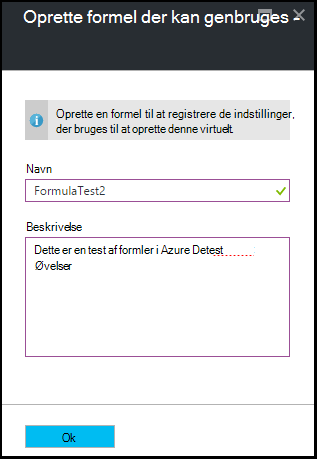 Oprette formel der kan genbruges -
Oprette en formel til at registrere de indstillinger,
der bruges til at oprette denne virtuelt.
Navn
FormulaTest2
Beskrivelse
Dette er en test af formler i Azure Detest
Øvelser
Ok